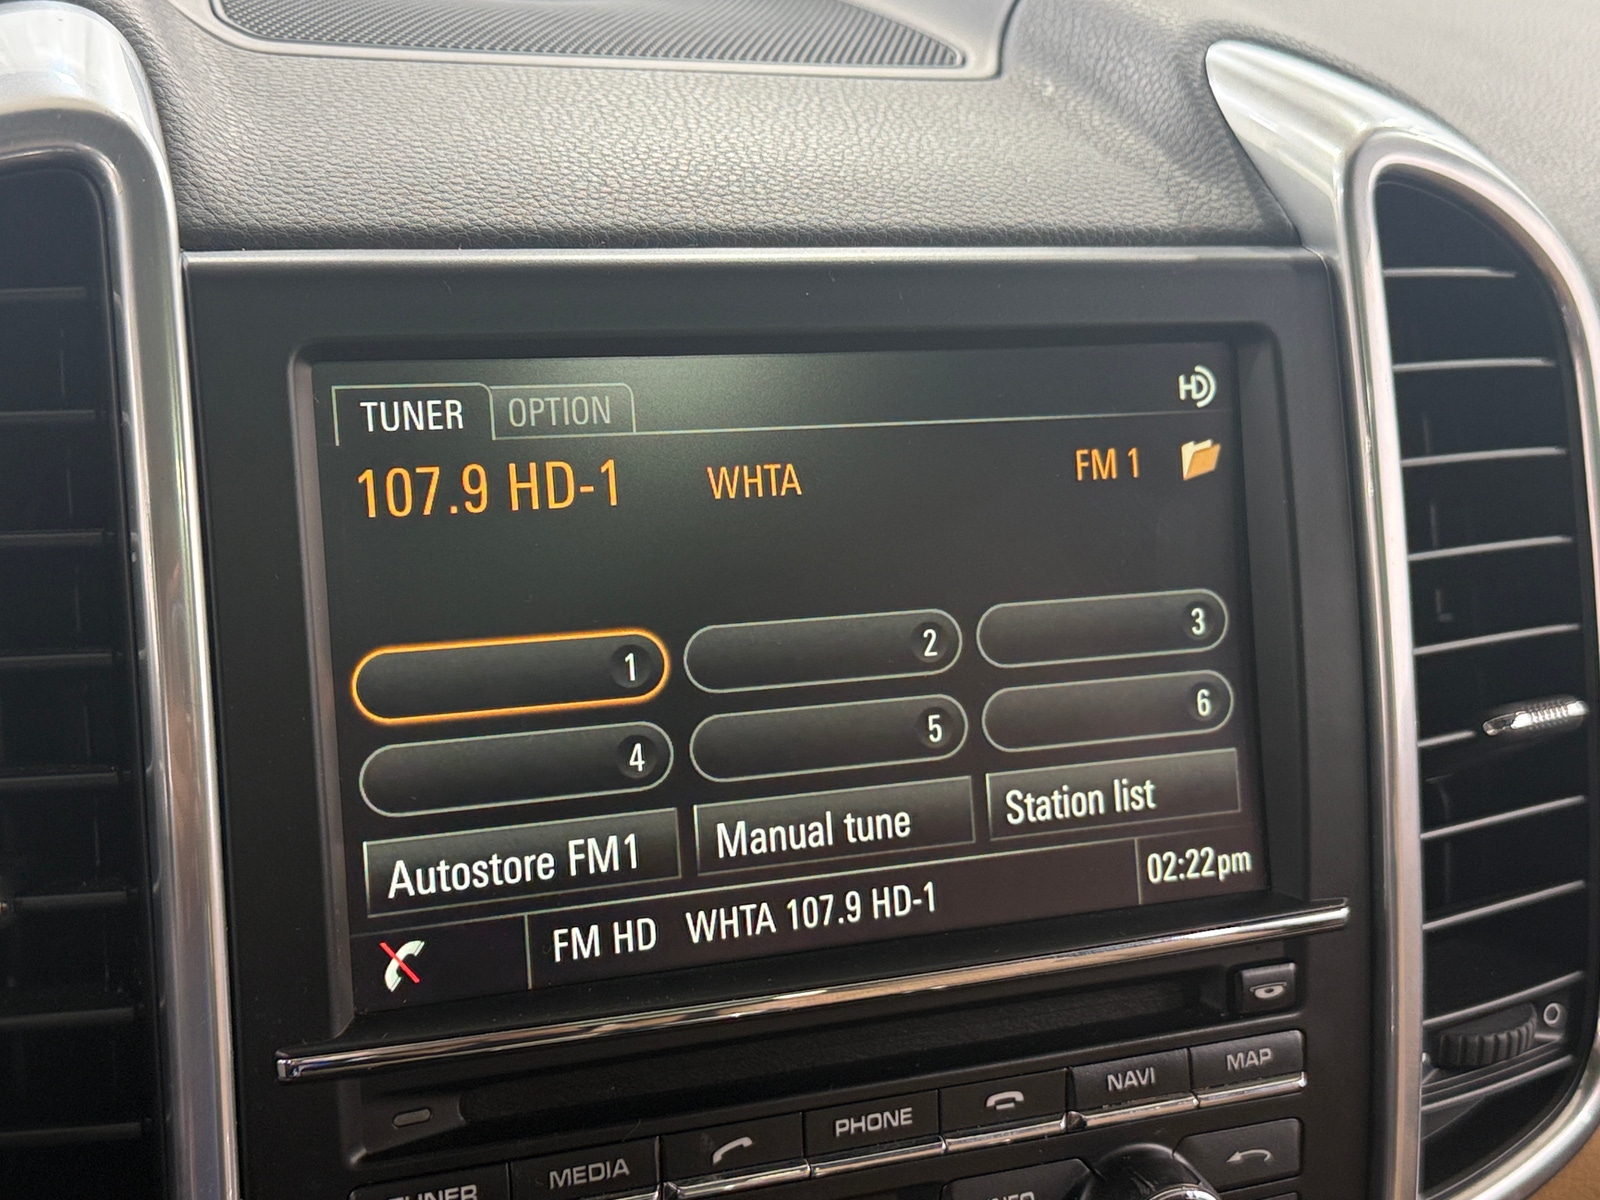 TUNER OPTION HD
107.9 HD-1 WHTA FM 1
1 2 3
4 5 6
Autostore FM1 Manual tune Station list
FM HD WHTA 107.9 HD-1 02:22pm
NAVI MAP
PHONE
TUNER MEDIA